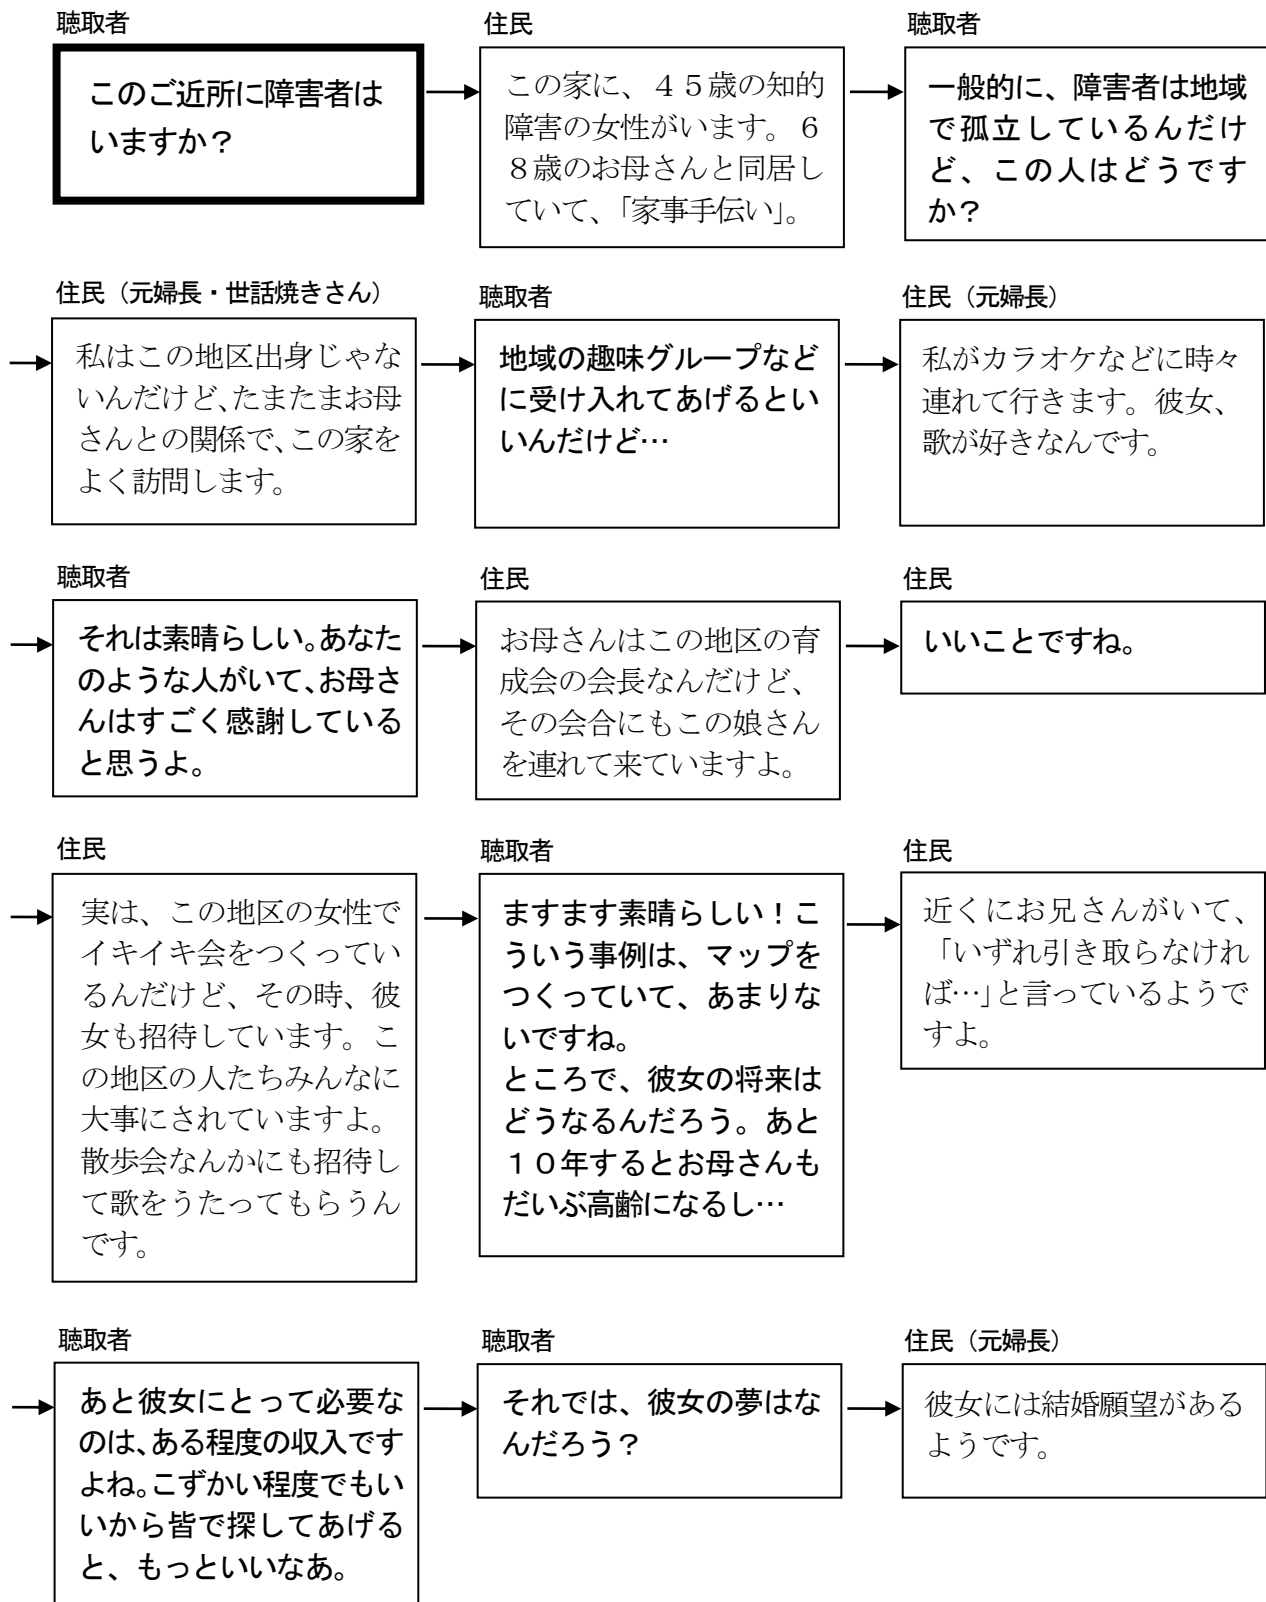 聴取者
このご近所に障害者は
いますか？
住民
この家に、４５歳の知的
障害の女性がいます。６
８歳のお母さんと同居し
ていて、「家事手伝い」。
聴取者
一般的に、障害者は地域
で孤立しているんだけ
ど、この人はどうです
か？
住民（元婦長・世話焼きさん）
私はこの地区出身じゃな
いんだけど、たまたまお母
さんとの関係で、この家を
よく訪問します。
聴取者
地域の趣味グループなど
に受け入れてあげるとい
いんだけど…
住民（元婦長）
私がカラオケなどに時々
連れて行きます。彼女、
歌が好きなんです。
聴取者
それは素晴らしい。あなた
のような人がいて、お母さ
んはすごく感謝している
と思うよ。
住民
お母さんはこの地区の育
成会の会長なんだけど、
その会合にもこの娘さん
を連れて来ていますよ。
住民
いいことですね。
住民
実は、この地区の女性で
イキイキ会をつくってい
るんだけど、その時、彼
女も招待しています。こ
の地区の人たちみんなに
大事にされていますよ。
散歩会なんかにも招待し
て歌をうたってもらうん
です。
聴取者
ますます素晴らしい！こ
ういう事例は、マップを
つくっていて、あまりな
いですね。
ところで、彼女の将来は
どうなるんだろう。あと
１０年するとお母さんも
だいぶ高齢になるし…
住民
近くにお兄さんがいて、
「いずれ引き取らなけれ
ば…」と言っているようで
すよ。
聴取者
あと彼女にとって必要な
のは、ある程度の収入です
よね。こずかい程度でもい
いから皆で探してあげる
と、もっといいなあ。
聴取者
それでは、彼女の夢はな
んだろう？
住民（元婦長）
彼女には結婚願望がある
ようです。